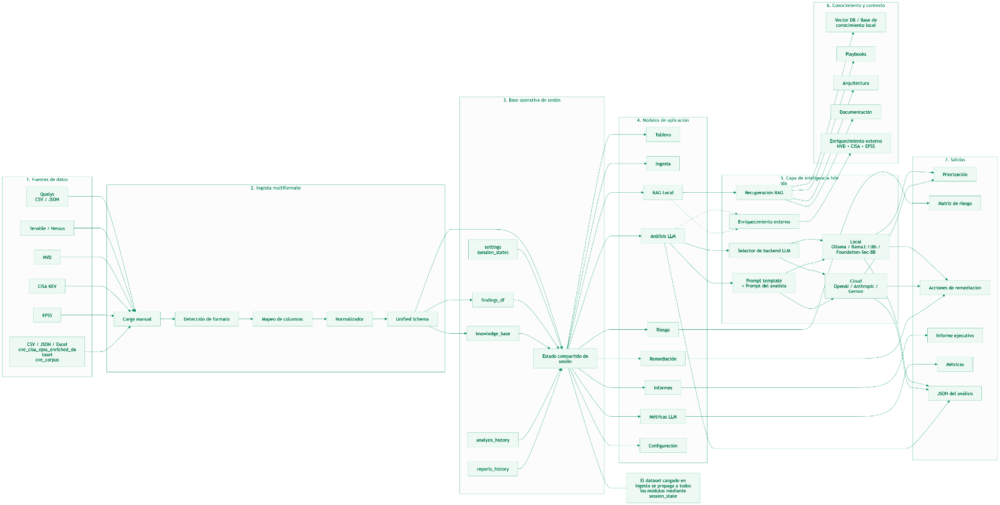 1. Fuentes de datos
Qualys
CSV / JSON
Tenable / Nessus
NVD
CISA KEV
EPSS
CSV / JSON / Excel
cve_cisa_epss_enriched_da
taset
cve_corpus
2. Ingesta multiformato
Carga manual
Detección de formato
Mapeo de columnas
Normalizador
Unified Schema
3. Base operativa de sesión
settings
(session_state)
findings_df
knowledge_base
Estado compartido de
sesión
analysis_history
reports_history
4. Módulos de aplicación
Tablero
Ingesta
RAG Local
Análisis LLM
Riesgo
Remediación
Informes
Métricas LLM
Configuración
El dataset cargado en
Ingesta se propaga a todos
los módulos mediante
session_state
5. Capa de inteligencia híbr
ida
Recuperación RAG
Enriquecimiento externo
Selector de backend LLM
Prompt template
+ Prompt del analista
Local
Ollama / llama3.1:8b /
Foundation-Sec-8B
Cloud
OpenAI / Anthropic /
Gemini
6. Conocimiento y contexto
Vector DB / Base de
conocimiento local
Playbooks
Arquitectura
Documentación
Enriquecimiento externo
NVD + CISA + EPSS
7. Salidas
Priorización
Matriz de riesgo
Acciones de remediación
Informe ejecutivo
Métricas
JSON del análisis